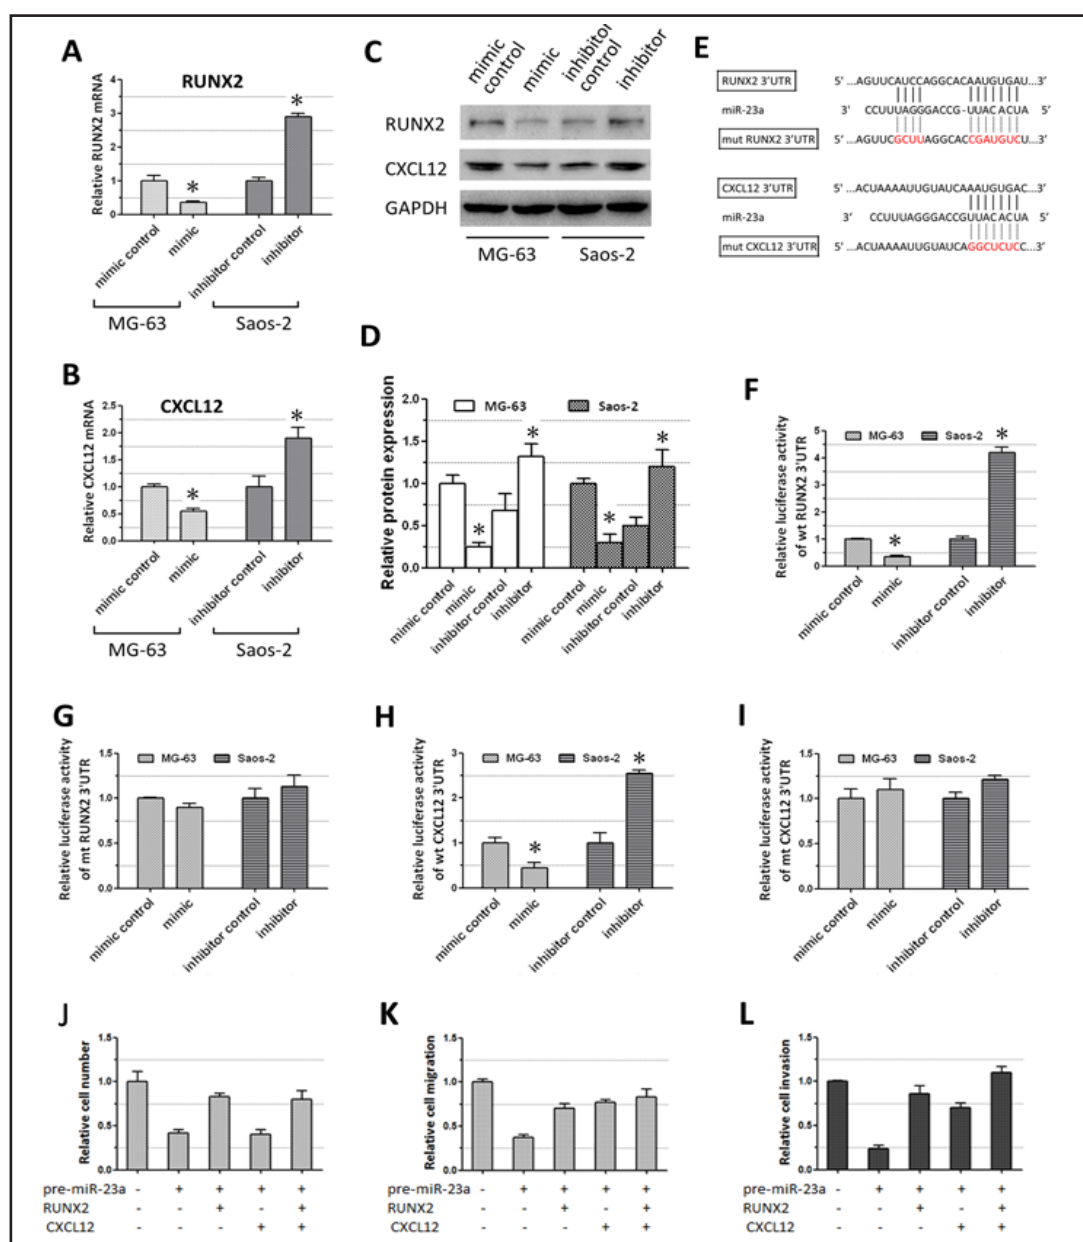 A
RUNX2
Relative RUNX2 mRNA
4
3
2
1
0
*
*
mimic control
mimic
inhibitor control
inhibitor
MG-63
Saos-2
B
CXCL12
Relative CXCL12 mRNA
2.5
2.0
1.5
1.0
0.5
0.0
*
*
mimic control
mimic
inhibitor control
inhibitor
MG-63
Saos-2
C
mimic control
mimic
inhibitor control
inhibitor
RUNX2
CXCL12
GAPDH
MG-63
Saos-2
D
Relative protein expression
2.0
1.5
1.0
0.5
0.0
MG-63
Saos-2
*
*
*
*
mimic control
mimic
inhibitor control
inhibitor
mimic control
mimic
inhibitor control
inhibitor
E
RUNX2 3'UTR 5' ...AGUUCAUCCAGGCACAAUGUGAU...3'
miR-23a 3' CCUUUAGGGACCG-UUACACUA 5'
mut RUNX2 3'UTR 5' ...AGUUCGCUUAGGCACCGAUGUCU...3'
CXCL12 3'UTR 5' ...ACUAAAAUUGUAUCAAAUGUGAC...3'
miR-23a 3' CCUUUAGGGACCGUUACACUA 5'
mut CXCL12 3'UTR 5' ...ACUAAAAUUGUAUCAGGCUCUCC...3'
F
Relative luciferase activity
of wt RUNX2 3'UTR
5
4
3
2
1
0
MG-63
Saos-2
*
*
mimic control
mimic
inhibitor control
inhibitor
G
Relative luciferase activity
of mt RUNX2 3'UTR
1.5
1.0
0.5
0.0
MG-63
Saos-2
mimic control
mimic
inhibitor control
inhibitor
H
Relative luciferase activity
of wt CXCL12 3'UTR
3
2
1
0
MG-63
Saos-2
*
*
mimic control
mimic
inhibitor control
inhibitor
I
Relative luciferase activity
of mt CXCL12 3'UTR
1.5
1.0
0.5
0.0
MG-63
Saos-2
mimic control
mimic
inhibitor control
inhibitor
J
Relative cell number
1.5
1.0
0.5
0.0
pre-miR-23a - + + + +
RUNX2 - - + - +
CXCL12 - - - + +
K
Relative cell migration
1.5
1.0
0.5
0.0
pre-miR-23a - + + + +
RUNX2 - - + - +
CXCL12 - - - + +
L
Relative cell invasion
1.5
1.0
0.5
0.0
pre-miR-23a - + + + +
RUNX2 - - + - +
CXCL12 - - - + +